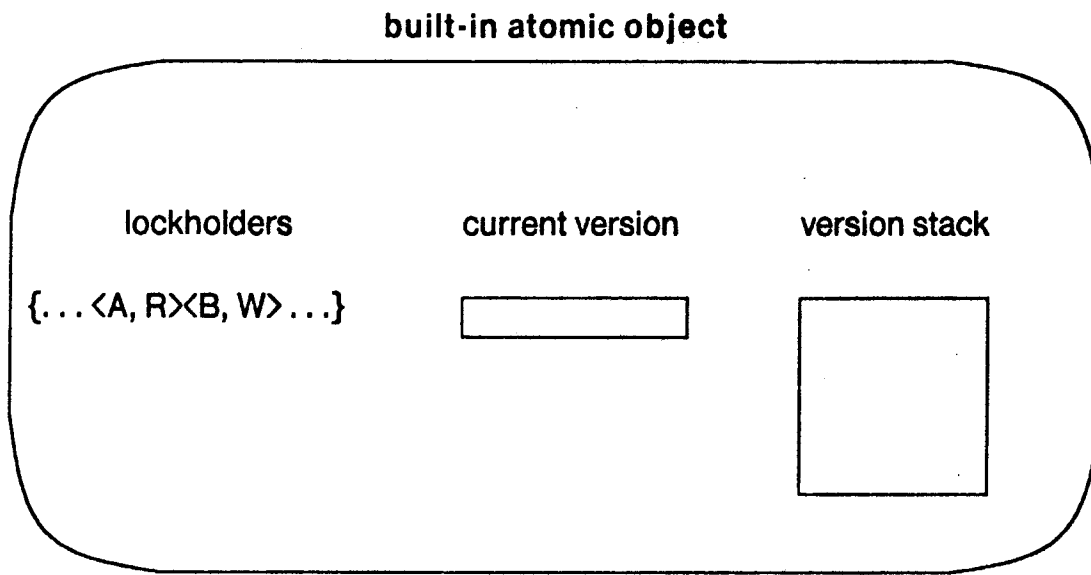 built-in atomic object
lockholders current version version stack
{...<A, R><B, W>...}